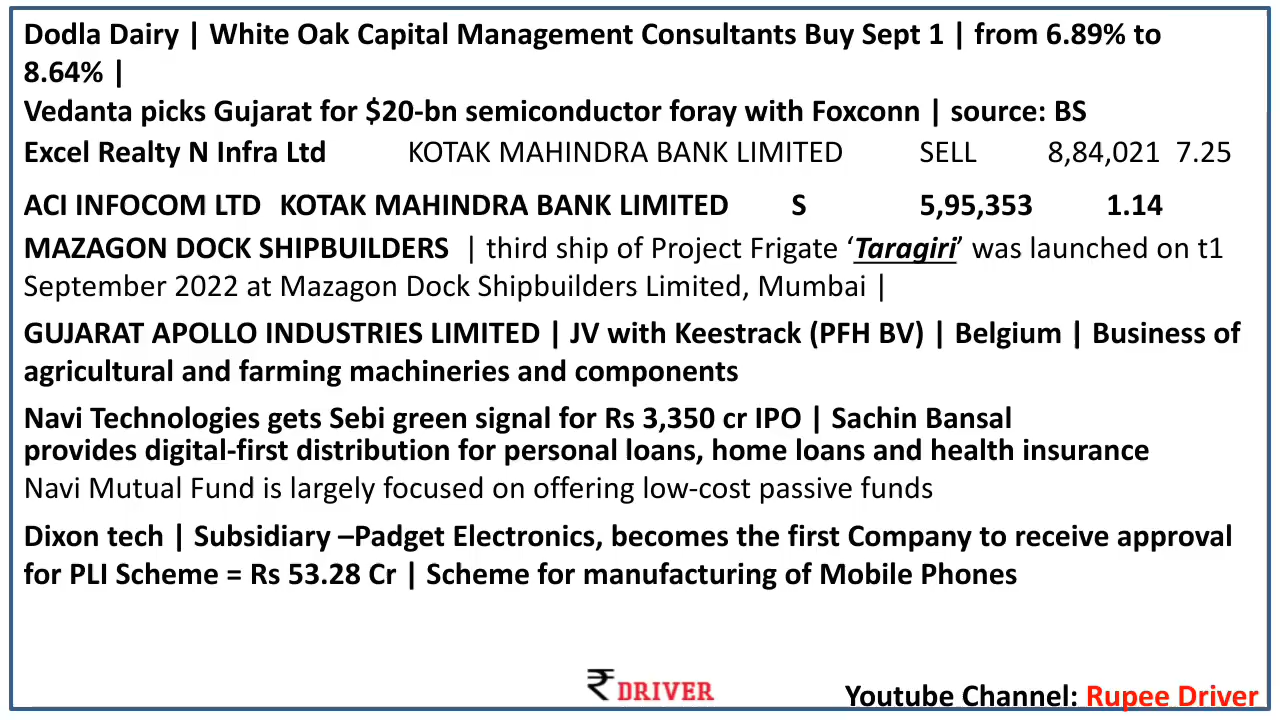 Dodla Dairy | White Oak Capital Management Consultants Buy Sept 1 | from 6.89% to
8.64% |
Vedanta picks Gujarat for $20-bn semiconductor foray with Foxconn | source: BS
Excel Realty N Infra Ltd KOTAK MAHINDRA BANK LIMITED SELL 8,84,021 7.25
ACI INFOCOM LTD KOTAK MAHINDRA BANK LIMITED S 5,95,353 1.14
MAZAGON DOCK SHIPBUILDERS | third ship of Project Frigate ‘Taragiri’ was launched on t1
September 2022 at Mazagon Dock Shipbuilders Limited, Mumbai |
GUJARAT APOLLO INDUSTRIES LIMITED | JV with Keestrack (PFH BV) | Belgium | Business of
agricultural and farming machineries and components
Navi Technologies gets Sebi green signal for Rs 3,350 cr IPO | Sachin Bansal
provides digital-first distribution for personal loans, home loans and health insurance
Navi Mutual Fund is largely focused on offering low-cost passive funds
Dixon tech | Subsidiary –Padget Electronics, becomes the first Company to receive approval
for PLI Scheme = Rs 53.28 Cr | Scheme for manufacturing of Mobile Phones
₹ DRIVER
Youtube Channel: Rupee Driver